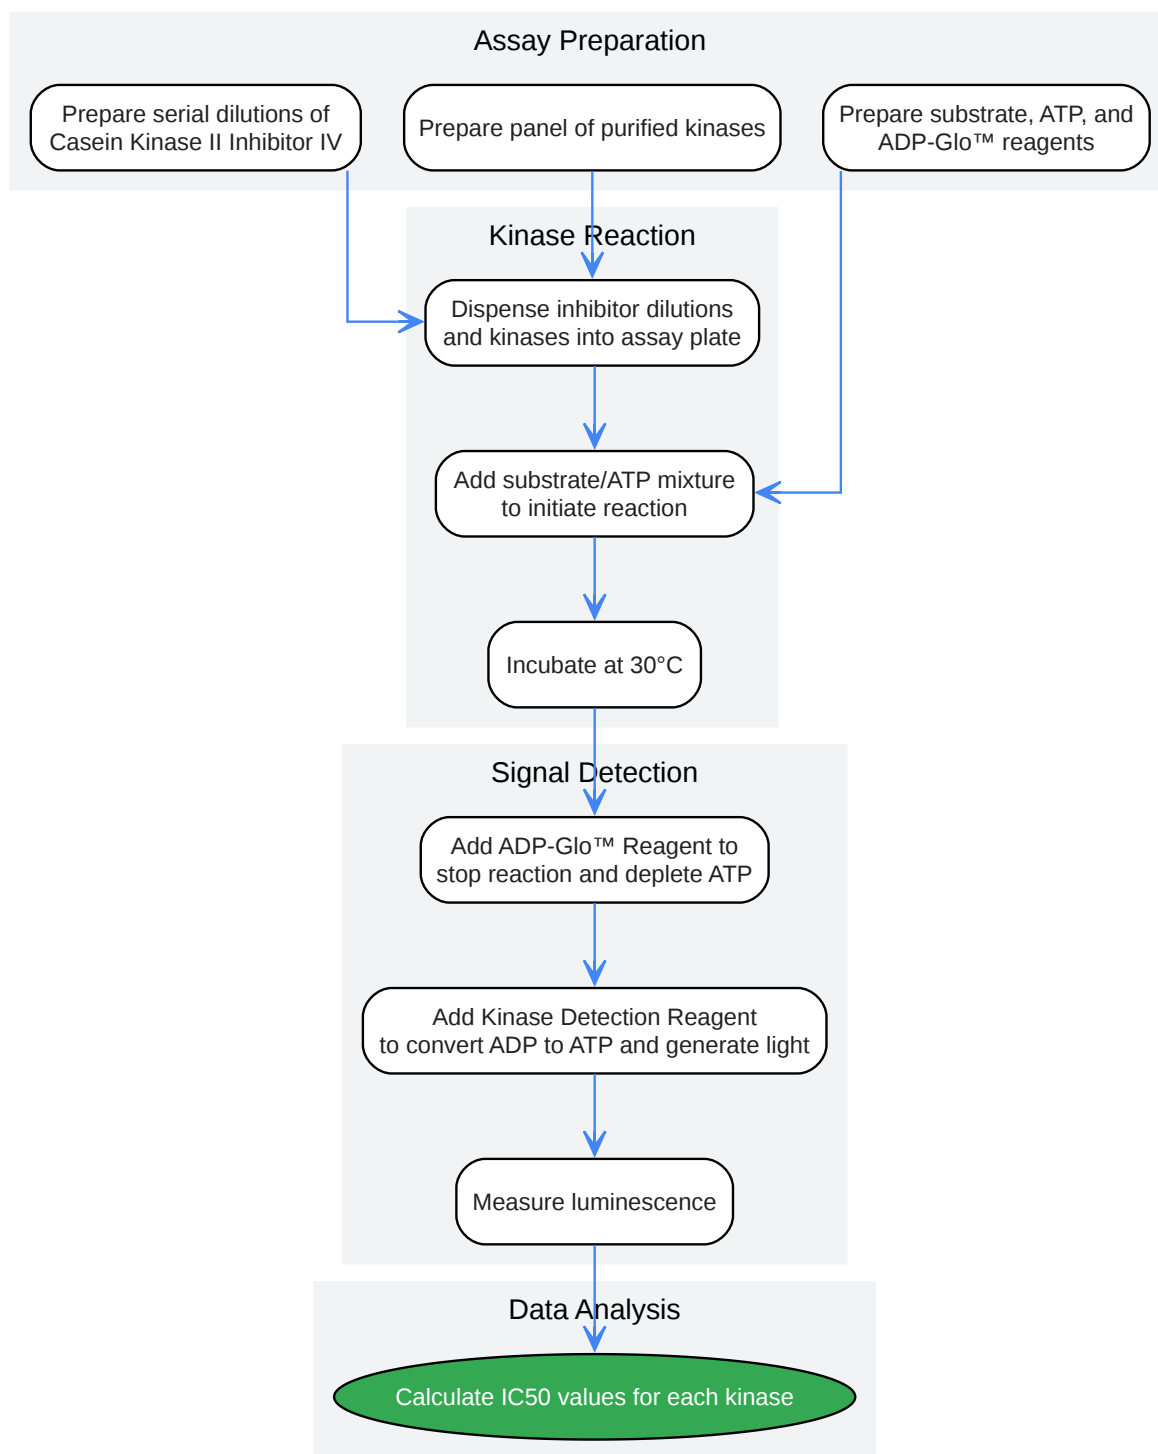 Assay Preparation
Prepare serial dilutions of
Casein Kinase II Inhibitor IV
Prepare panel of purified kinases
Prepare substrate, ATP, and
ADP-Glo™ reagents
Kinase Reaction
Dispense inhibitor dilutions
and kinases into assay plate
Add substrate/ATP mixture
to initiate reaction
Incubate at 30°C
Signal Detection
Add ADP-Glo™ Reagent to
stop reaction and deplete ATP
Add Kinase Detection Reagent
to convert ADP to ATP and generate light
Measure luminescence
Data Analysis
Calculate IC50 values for each kinase